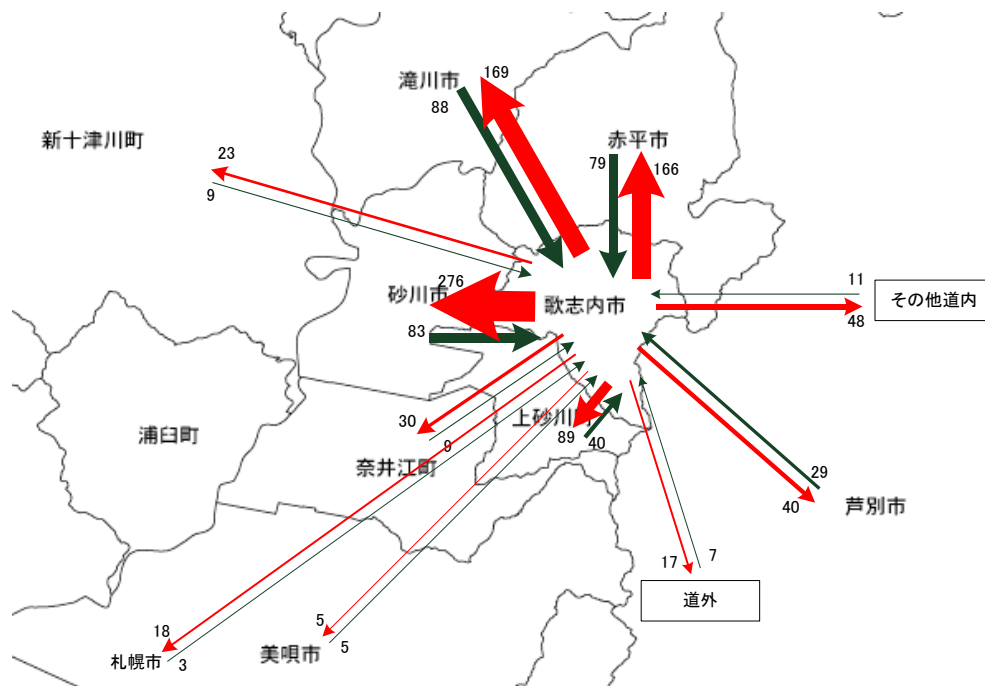 滝川市
169
88
新十津川町
赤平市
23
79
166
9
276
砂川市
歌志内市
11
その他道内
48
83
30
上砂川町
89
40
浦臼町
9
奈井江町
29
40
芦別市
17
7
道外
18
5
札幌市
3
美唄市
5